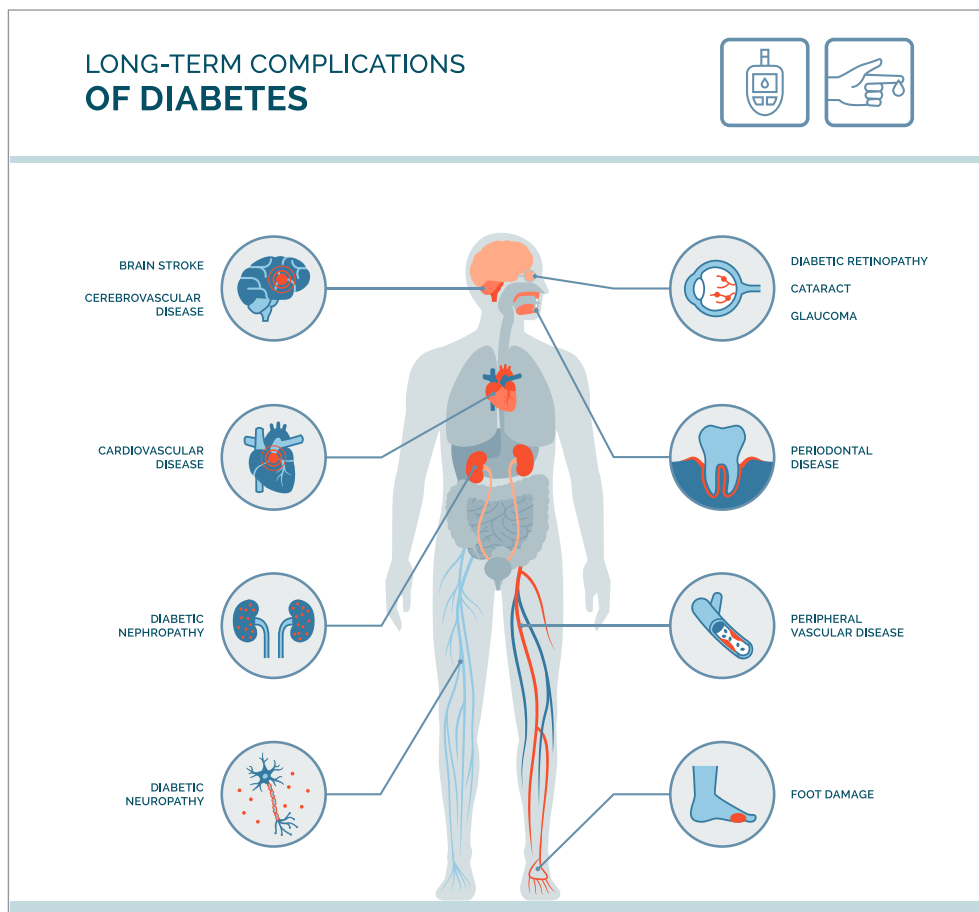 LONG-TERM COMPLICATIONS
OF DIABETES
BRAIN STROKE
CEREBROVASCULAR
DISEASE
DIABETIC RETINOPATHY
CATARACT
GLAUCOMA
CARDIOVASCULAR
DISEASE
PERIODONTAL
DISEASE
DIABETIC
NEPHROPATHY
PERIPHERAL
VASCULAR DISEASE
DIABETIC
NEUROPATHY
FOOT DAMAGE